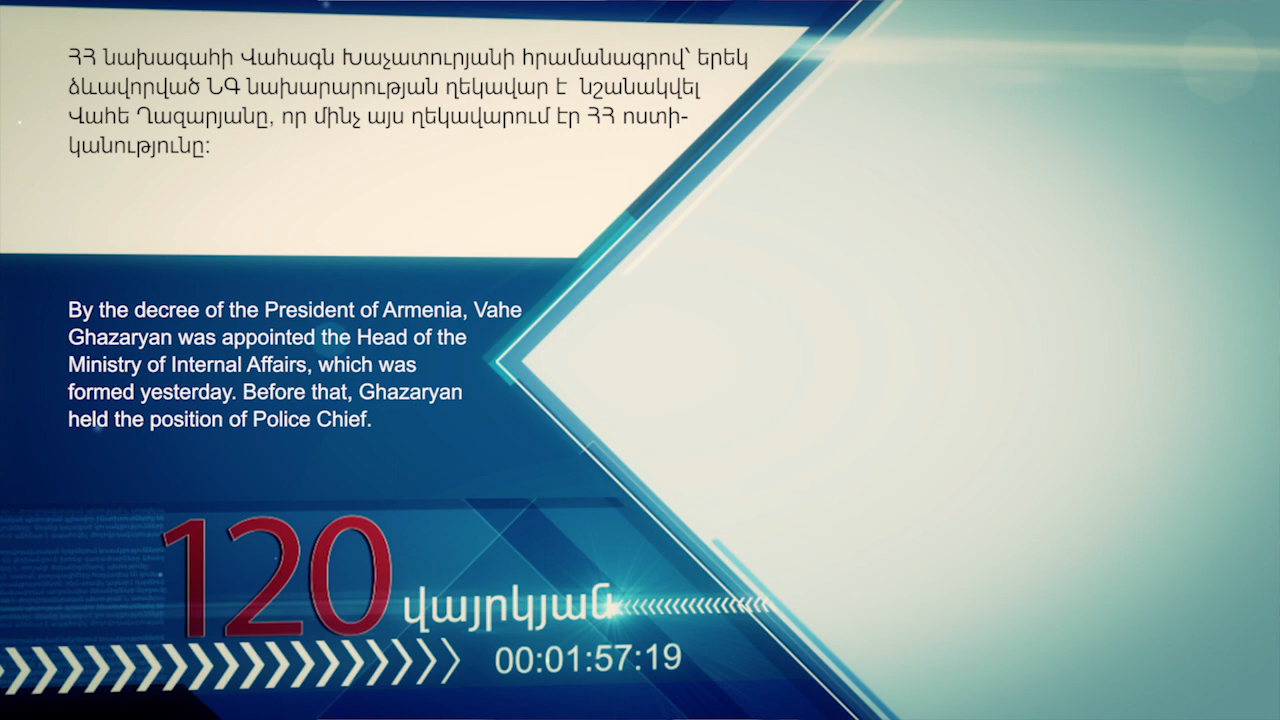 ՀՀ նախագահի Վահագն Խաչատուրյանի հրամանագրով՝ երեկ
ձևավորված ՆԳ նախարարության ղեկավար է նշանակվել
Վահե Ղազարյանը, որ մինչ այս ղեկավարում էր ՀՀ ոստի-
կանությունը:
By the decree of the President of Armenia, Vahe
Ghazaryan was appointed the Head of the
Ministry of Internal Affairs, which was
formed yesterday. Before that, Ghazaryan
held the position of Police Chief.
120 վայրկյան
00:01:57:19